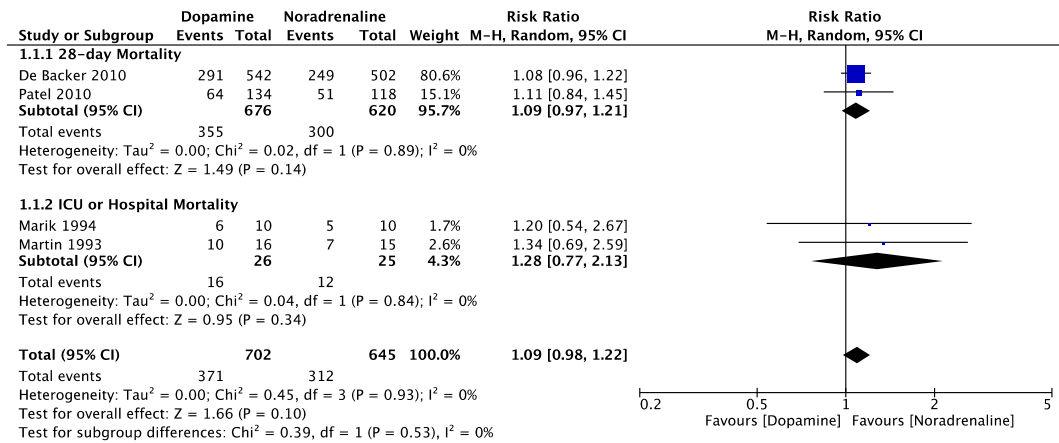 Dopamine Noradrenaline Risk Ratio Risk Ratio
Study or Subgroup Events Total Events Total Weight M-H, Random, 95% CI M-H, Random, 95% CI
1.1.1 28-day Mortality
De Backer 2010 291 542 249 502 80.6% 1.08 [0.96, 1.22]
Patel 2010 64 134 51 118 15.1% 1.11 [0.84, 1.45]
Subtotal (95% CI) 676 620 95.7% 1.09 [0.97, 1.21]
Total events 355 300
Heterogeneity: Tau² = 0.00; Chi² = 0.02, df = 1 (P = 0.89); I² = 0%
Test for overall effect: Z = 1.49 (P = 0.14)
1.1.2 ICU or Hospital Mortality
Marik 1994 6 10 5 10 1.7% 1.20 [0.54, 2.67]
Martin 1993 10 16 7 15 2.6% 1.34 [0.69, 2.59]
Subtotal (95% CI) 26 25 4.3% 1.28 [0.77, 2.13]
Total events 16 12
Heterogeneity: Tau² = 0.00; Chi² = 0.04, df = 1 (P = 0.84); I² = 0%
Test for overall effect: Z = 0.95 (P = 0.34)
Total (95% CI) 702 645 100.0% 1.09 [0.98, 1.22]
Total events 371 312
Heterogeneity: Tau² = 0.00; Chi² = 0.45, df = 3 (P = 0.93); I² = 0%
Test for overall effect: Z = 1.66 (P = 0.10)
Test for subgroup differences: Chi² = 0.39, df = 1 (P = 0.53), I² = 0%
0.2 0.5 1 2 5
Favours [Dopamine] Favours [Noradrenaline]